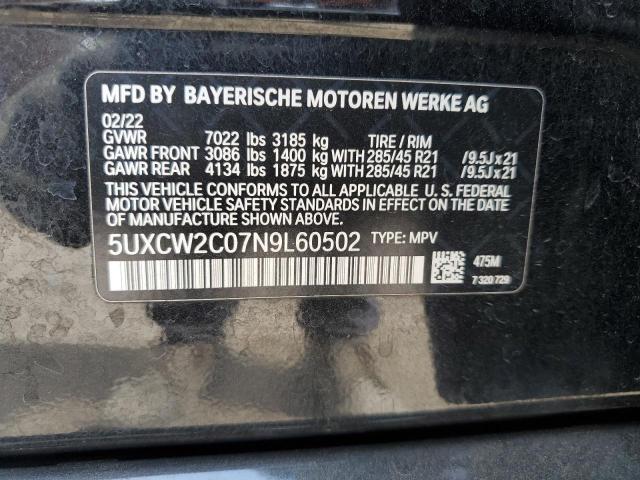 MFD BY BAYERISCHE MOTOREN WERKE AG
02/22
GVWR 7022 lbs 3185 kg TIRE / RIM
GAWR FRONT 3086 lbs 1400 kg WITH 285/45 R21 /9.5Jx21
GAWR REAR 4134 lbs 1875 kg WITH 285/45 R21 /9.5Jx21
THIS VEHICLE CONFORMS TO ALL APPLICABLE U. S. FEDERAL
MOTOR VEHICLE SAFETY STANDARDS IN EFFECT ON THE
DATE OF MANUFACTURE SHOWN ABOVE.
5UXCW2C07N9L60502 TYPE: MPV
475M
7 320 729